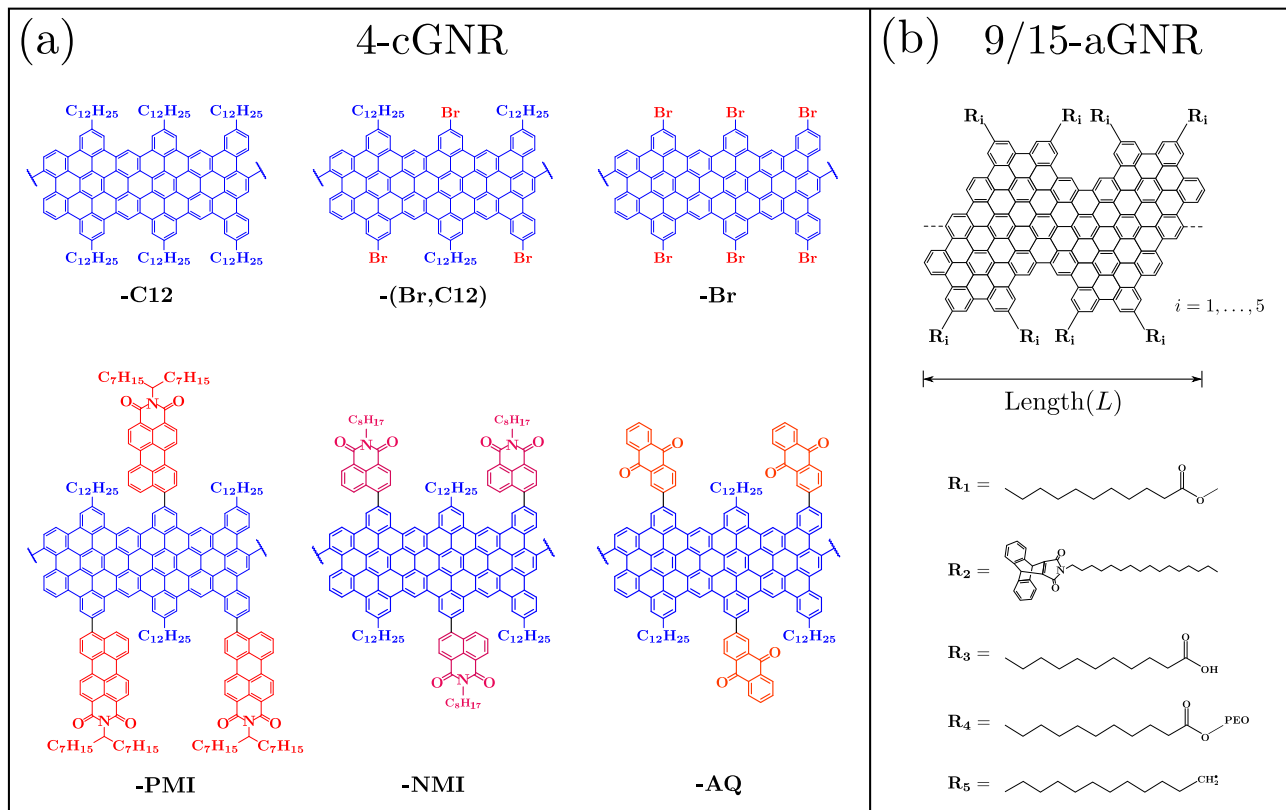 (a) 4-cGNR
C12H25 C12H25 C12H25
C12H25 C12H25 C12H25
-C12
C12H25 Br C12H25
Br C12H25 Br
-(Br,C12)
Br Br Br
Br Br Br
-Br
C7H15 C7H15
N
O O
C12H25 C12H25
C12H25
O O
N
C7H15 C7H15
O O
N
C7H15 C7H15
-PMI
C8H17 C8H17
O N O O N O
C12H25
C12H25 C12H25
O N O
C8H17
-NMI
O O
O O
C12H25
C12H25 C12H25
O
O
-AQ
(b) 9/15-aGNR
Ri Ri Ri Ri
Ri Ri Ri Ri
i = 1, . . . , 5
Length(L)
R1 = O
O
R2 = O
N
O
R3 = O
OH
R4 = O
O PEO
R5 = CH2•